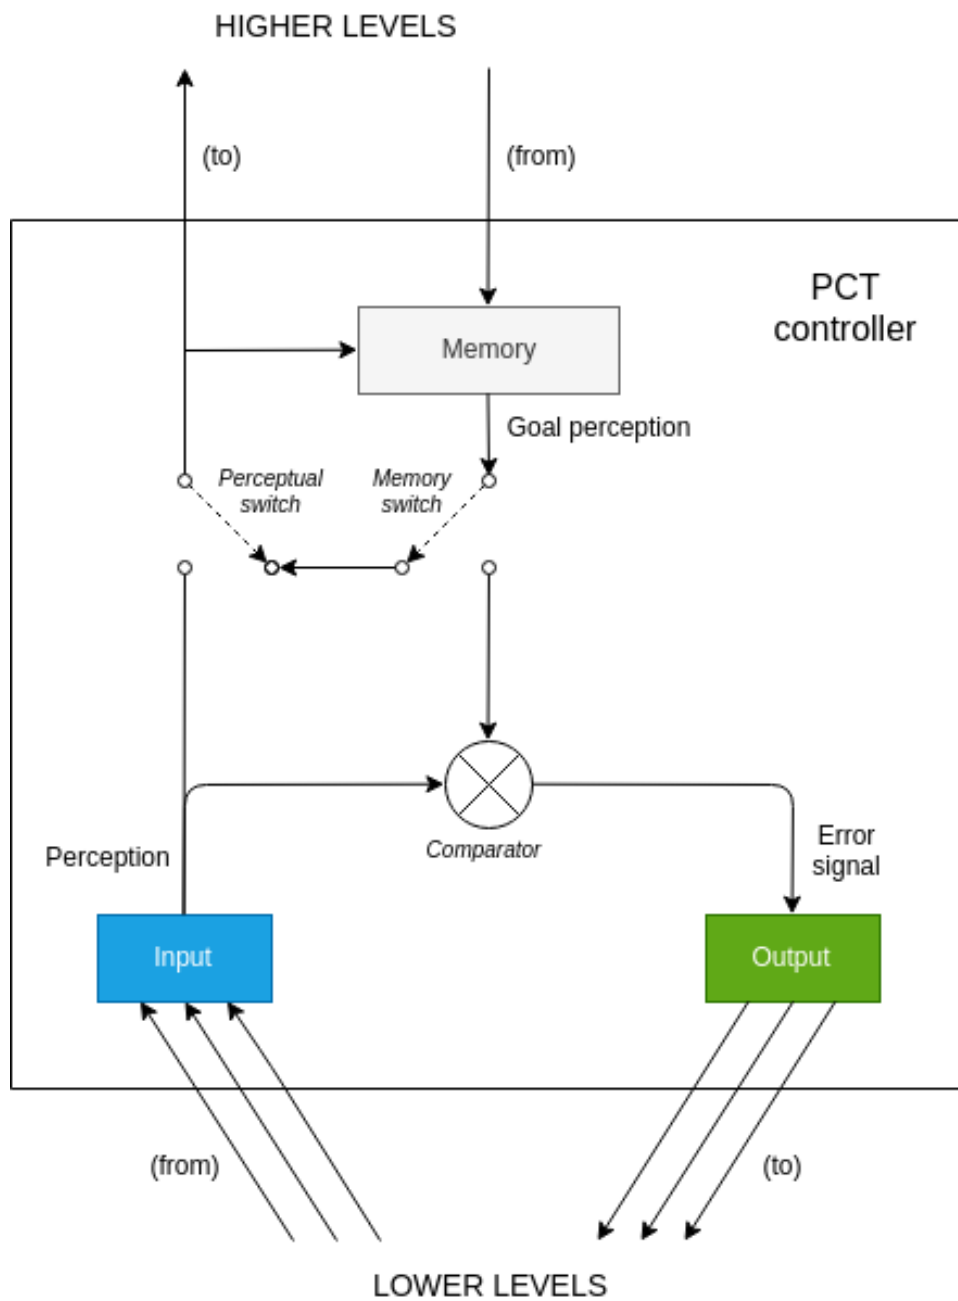 HIGHER LEVELS
(to)
(from)
PCT
controller
Memory
Goal perception
Perceptual
switch
Memory
switch
Comparator
Perception
Error
signal
Input
Output
(from)
(to)
LOWER LEVELS